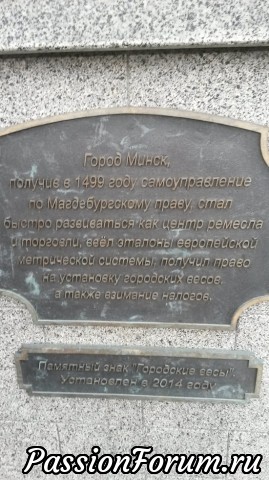 Город Минск,
получив в 1499 году самоуправление
по Магдебургскому праву, стал
быстро развиваться как центр ремесла
и торговли, ввёл эталоны европейской
метрической системы, получил право
на установку городских весов,
а также взимание налогов.
Памятный знак "Городские весы".
Установлен в 2014 году
PassionForum.ru